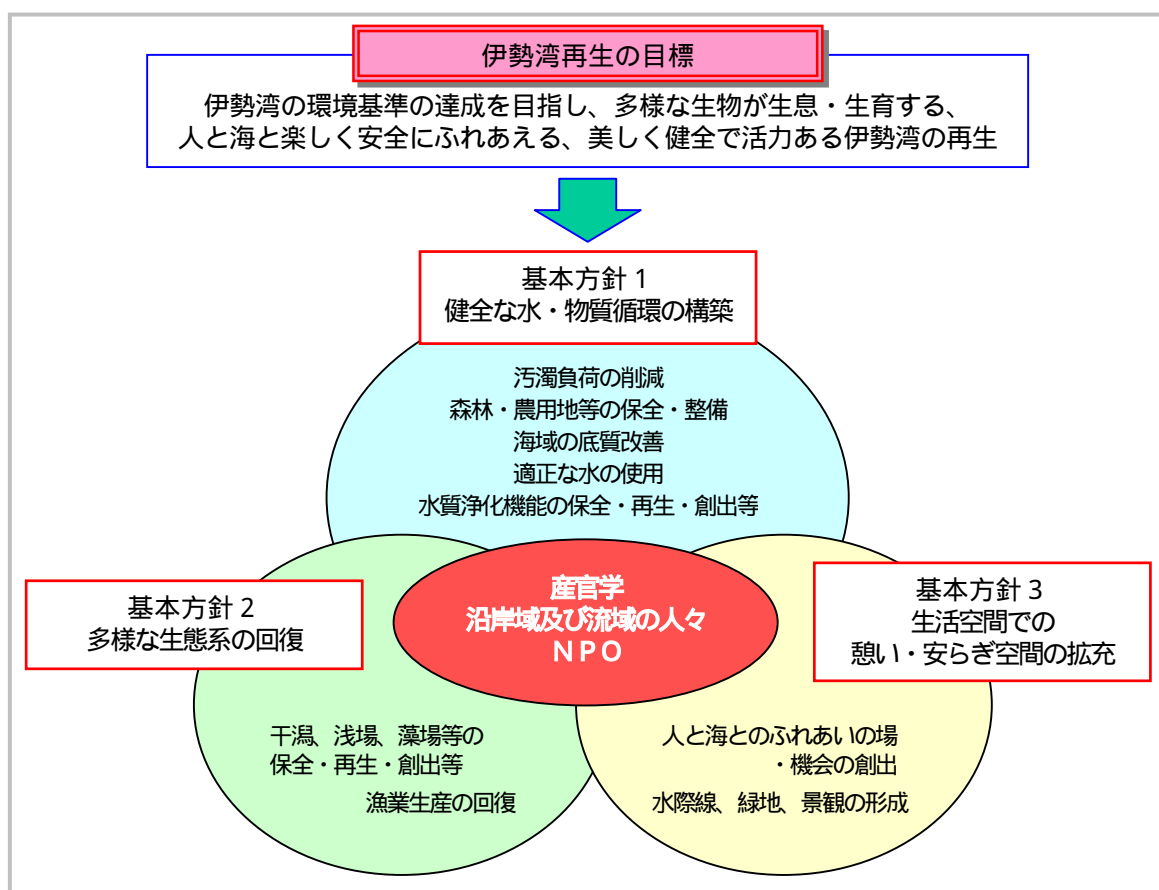 伊勢湾再生の目標
伊勢湾の環境基準の達成を目指し、多様な生物が生息・生育する、
人と海と楽しく安全にふれあえる、美しく健全で活力ある伊勢湾の再生
基本方針1
健全な水・物質循環の構築
汚濁負荷の削減
森林・農用地等の保全・整備
海域の底質改善
適正な水の使用
水質浄化機能の保全・再生・創出等
産官学
沿岸域及び流域の人々
NPO
基本方針2
多様な生態系の回復
干潟、浅場、藻場等の
保全・再生・創出等
漁業生産の回復
基本方針3
生活空間での
憩い・安らぎ空間の拡充
人と海とのふれあいの場
・機会の創出
水際線、緑地、景観の形成